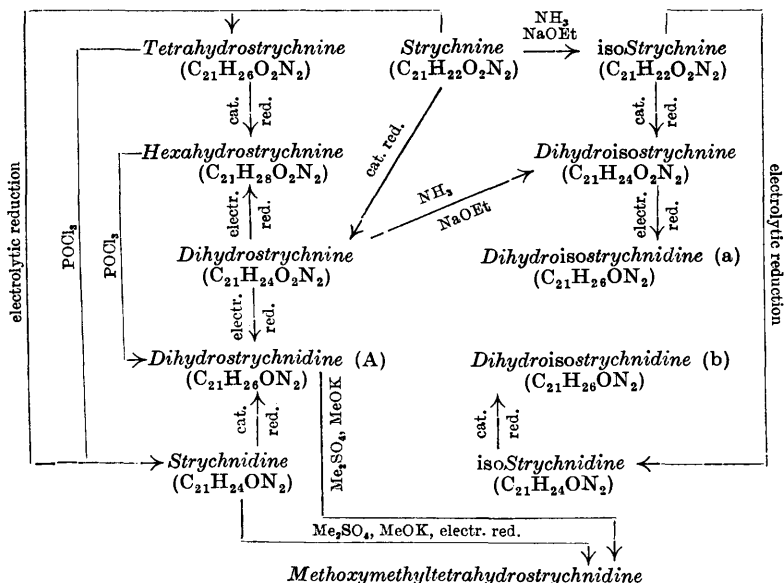 NH₃
NaOEt
Tetrahydrostrychnine Strychnine isoStrychnine
(C₂₁H₂₆O₂N₂) (C₂₁H₂₂O₂N₂) (C₂₁H₂₂O₂N₂)
cat. red.
cat. red.
cat. red.
Hexahydrostrychnine Dihydroisostrychnine
(C₂₁H₂₈O₂N₂) (C₂₁H₂₄O₂N₂)
electrolytic reduction
POCl₃
POCl₃
electr. red.
NH₃
NaOEt
electr. red.
electrolytic reduction
Dihydrostrychnine Dihydroisostrychnidine (a)
(C₂₁H₂₄O₂N₂) (C₂₁H₂₆ON₂)
electr. red.
Dihydrostrychnidine (A) Dihydroisostrychnidine (b)
(C₂₁H₂₆ON₂) (C₂₁H₂₆ON₂)
cat. red.
Me₂SO₄, MeOK
cat. red.
Strychnidine isoStrychnidine
(C₂₁H₂₄ON₂) (C₂₁H₂₄ON₂)
Me₂SO₄, MeOK, electr. red.
Methoxymethyltetrahydrostrychnidine